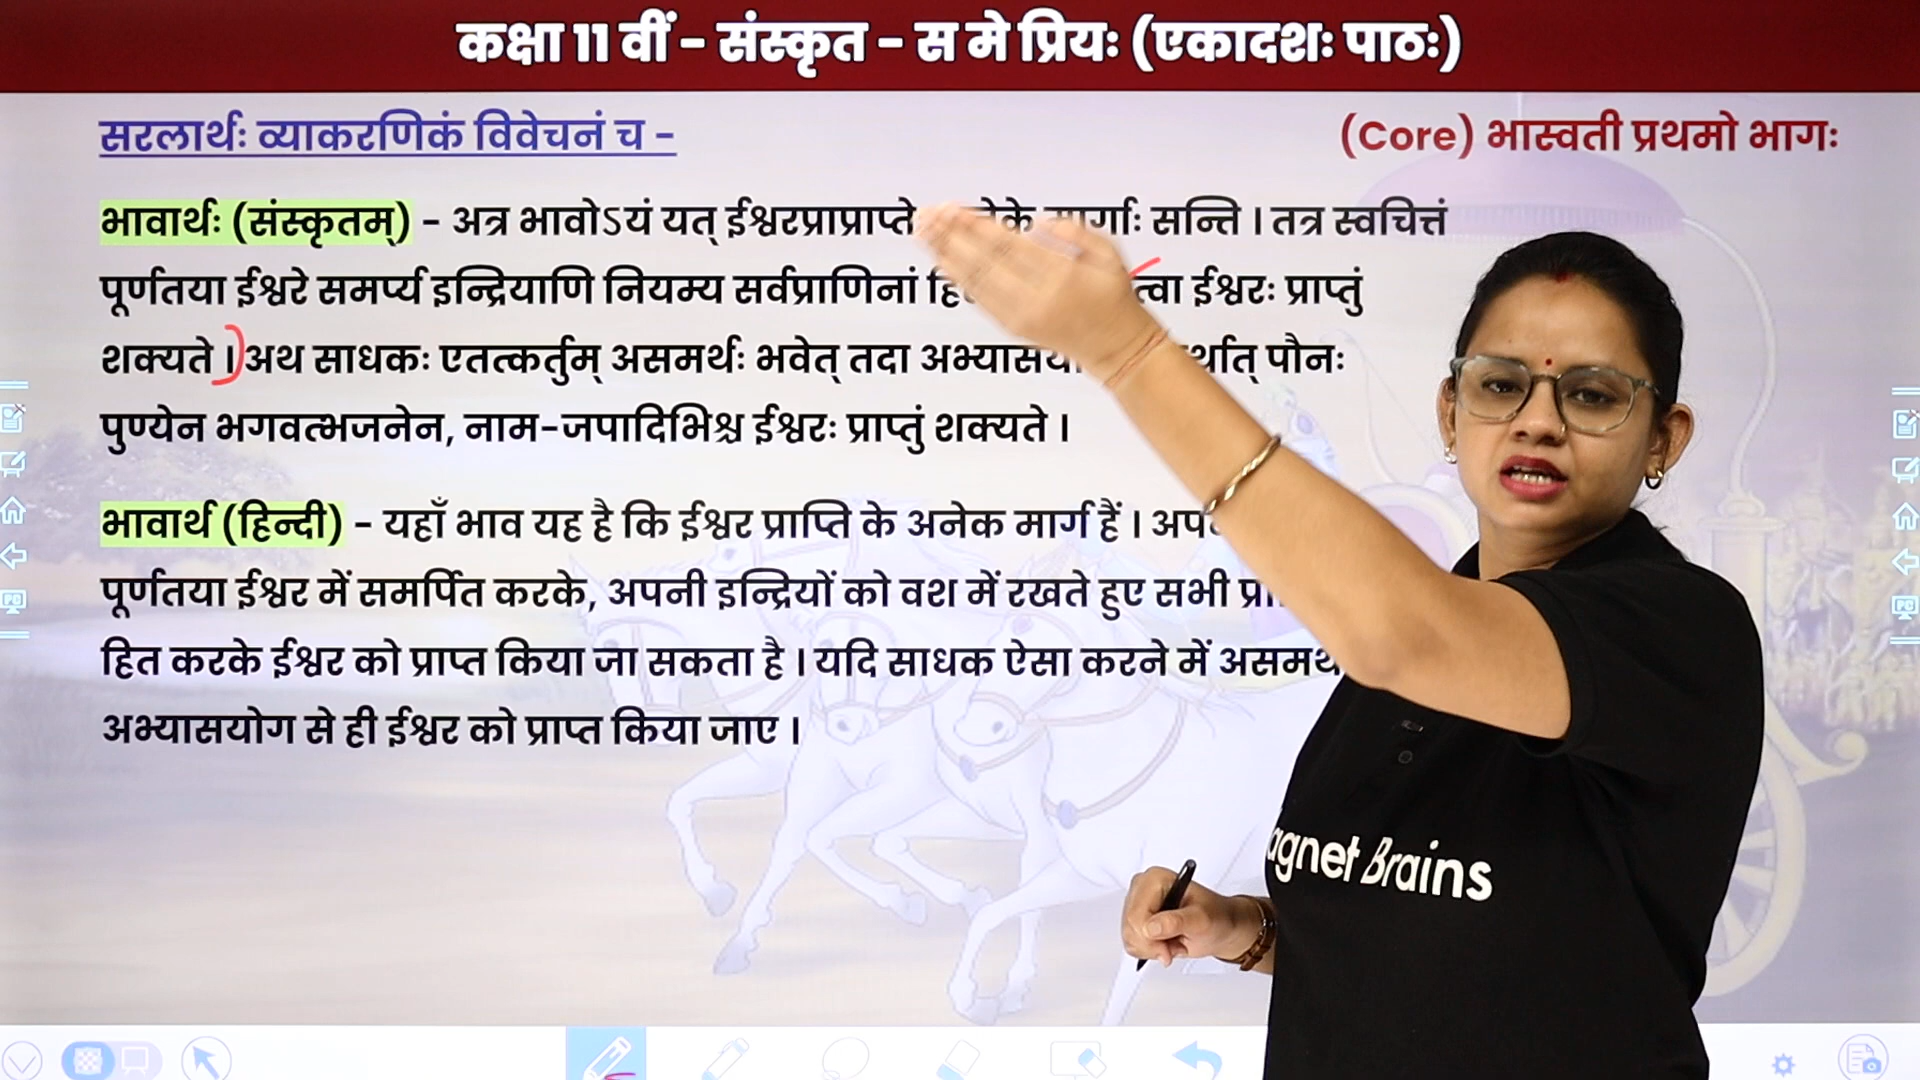 कक्षा 11 वीं - संस्कृत - स मे प्रियः (एकादशः पाठः)
सरलार्थः व्याकरणिकं विवेचनं च -
(Core) भास्वती प्रथमो भागः
भावार्थः (संस्कृतम्) - अत्र भावोऽयं यत् ईश्वरप्राप्राप्ते सन्ति । तत्र स्वचित्तं
पूर्णतया ईश्वरे समर्प्य इन्द्रियाणि नियम्य सर्वप्राणिनां ईश्वरः प्राप्तुं
शक्यते । अथ साधकः एतत्कर्तुम् असमर्थः भवेत् तदा पौनः
पुण्येन भगवत्भजनेन, नाम-जपादिभिश्च ईश्वरः प्राप्तुं शक्यते ।
भावार्थ (हिन्दी) - यहाँ भाव यह है कि ईश्वर प्राप्ति के अनेक मार्ग हैं ।
पूर्णतया ईश्वर में समर्पित करके, अपनी इन्द्रियों को वश में रखते हुए सभी
हित करके ईश्वर को प्राप्त किया जा सकता है । यदि साधक ऐसा करने में
अभ्यासयोग से ही ईश्वर को प्राप्त किया जाए ।
agnet Brains